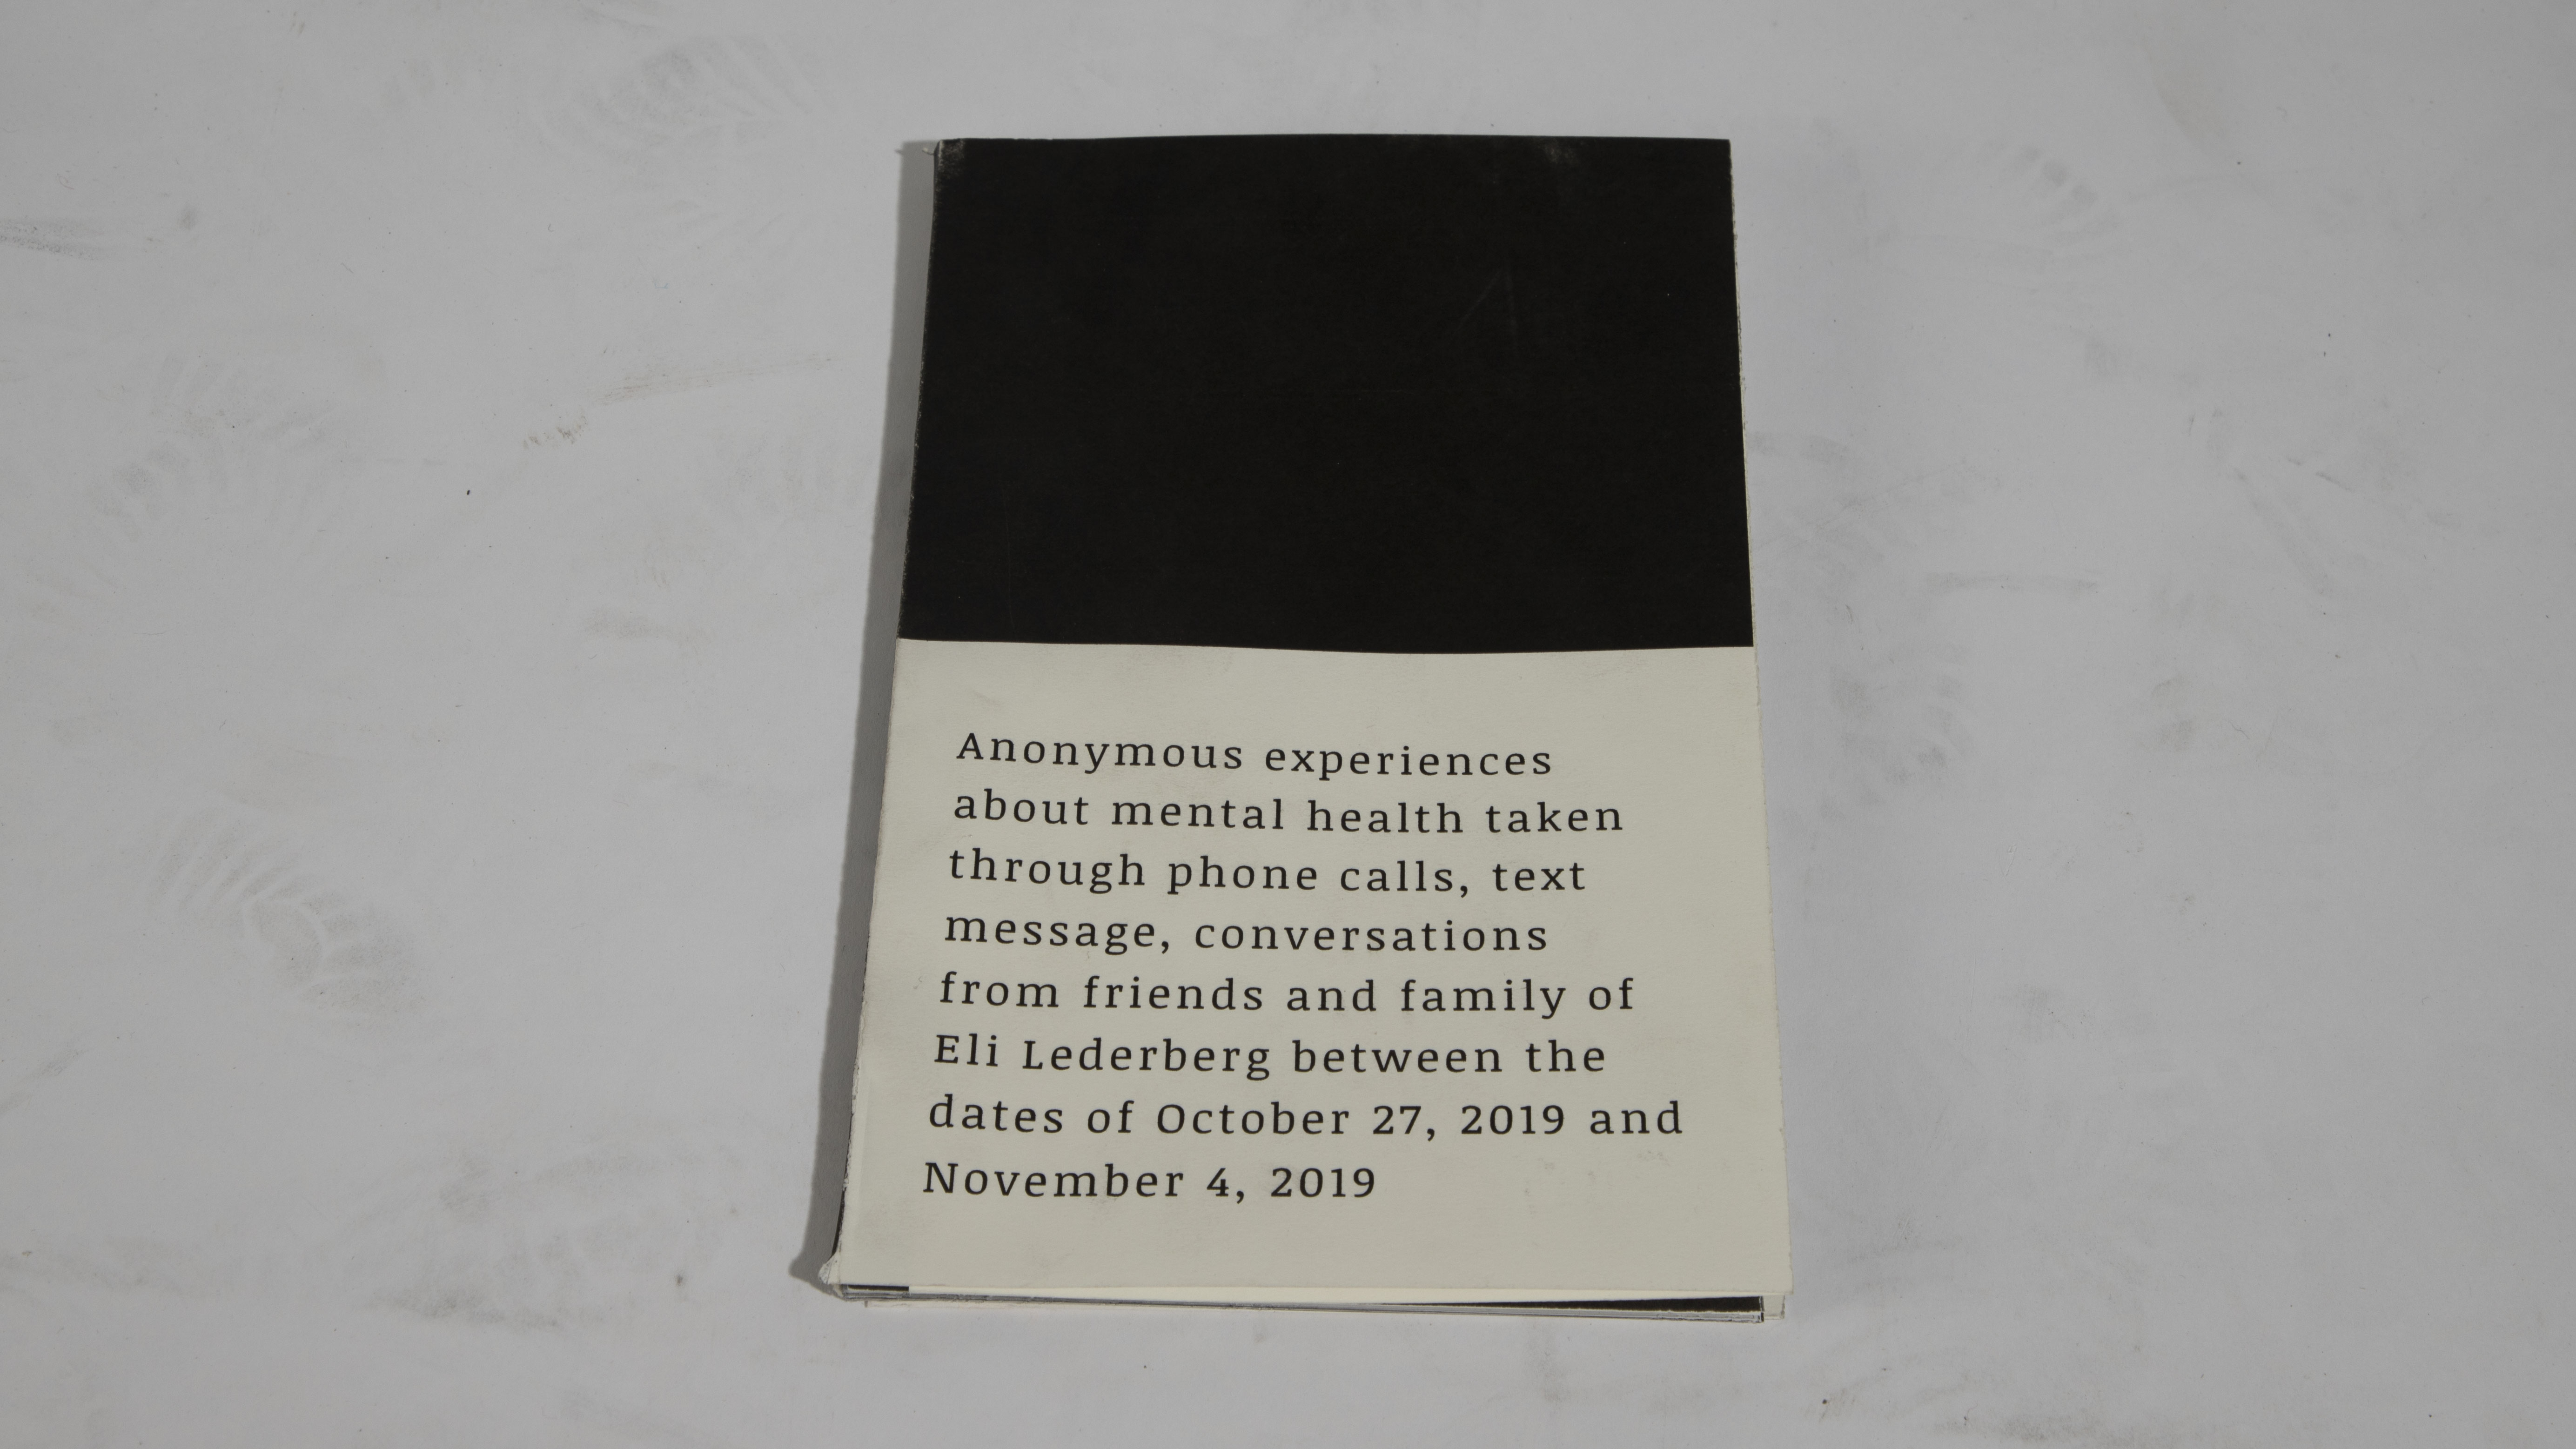 Anonymous experiences
about mental health taken
through phone calls, text
message, conversations
from friends and family of
Eli Lederberg between the
dates of October 27, 2019 and
November 4, 2019